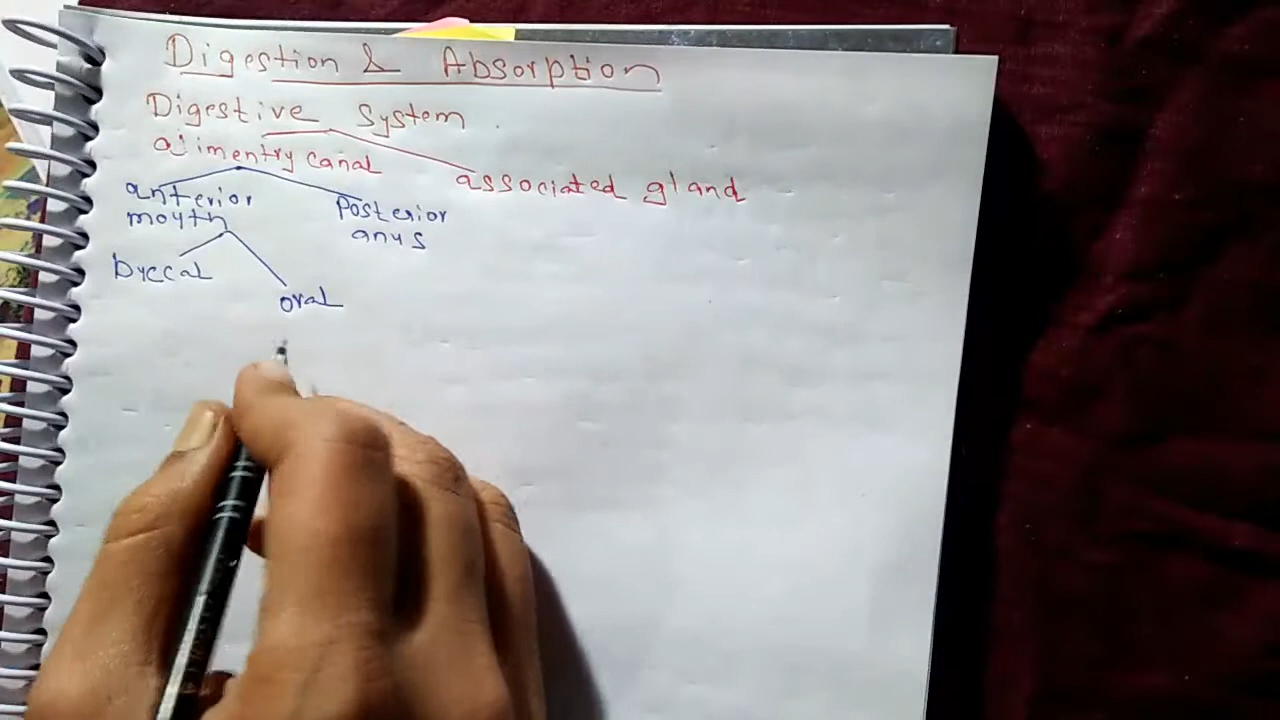 Digestion & Absorption
Digestive System
alimentry canal
associated gland
anterior
mouth
Posterior
anus
buccal
oral